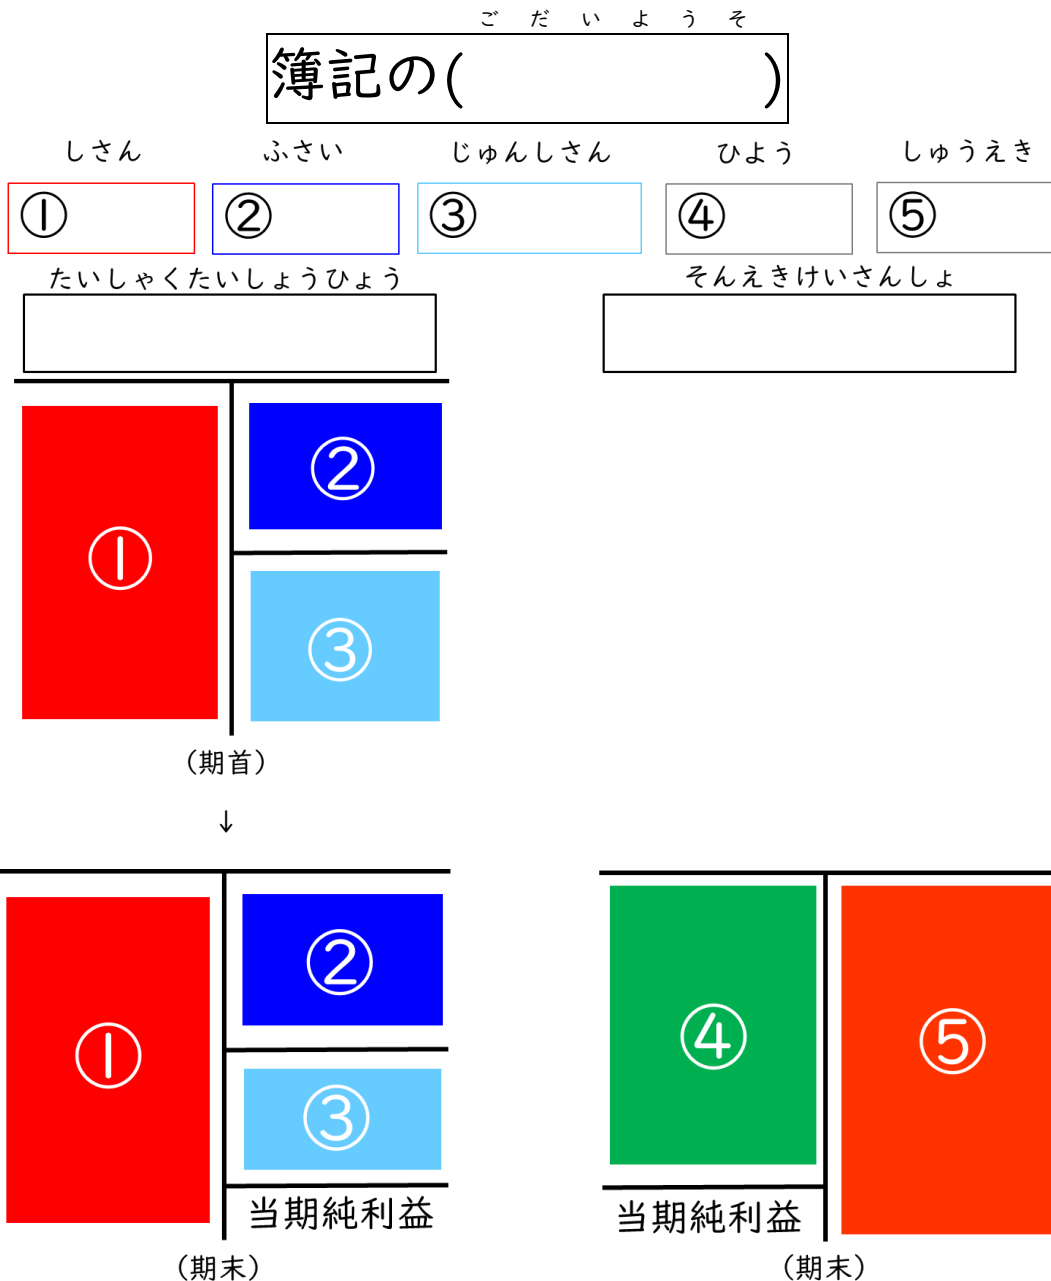 ごだいようそ
簿記の( )
しさん ふさい じゅんしさん ひよう しゅうえき
① ② ③ ④ ⑤
たいしゃくたいしょうひょう そんえきけいさんしょ
②
①
③
(期首)
↓
②
①
③
当期純利益
(期末)
④ ⑤
当期純利益
(期末)